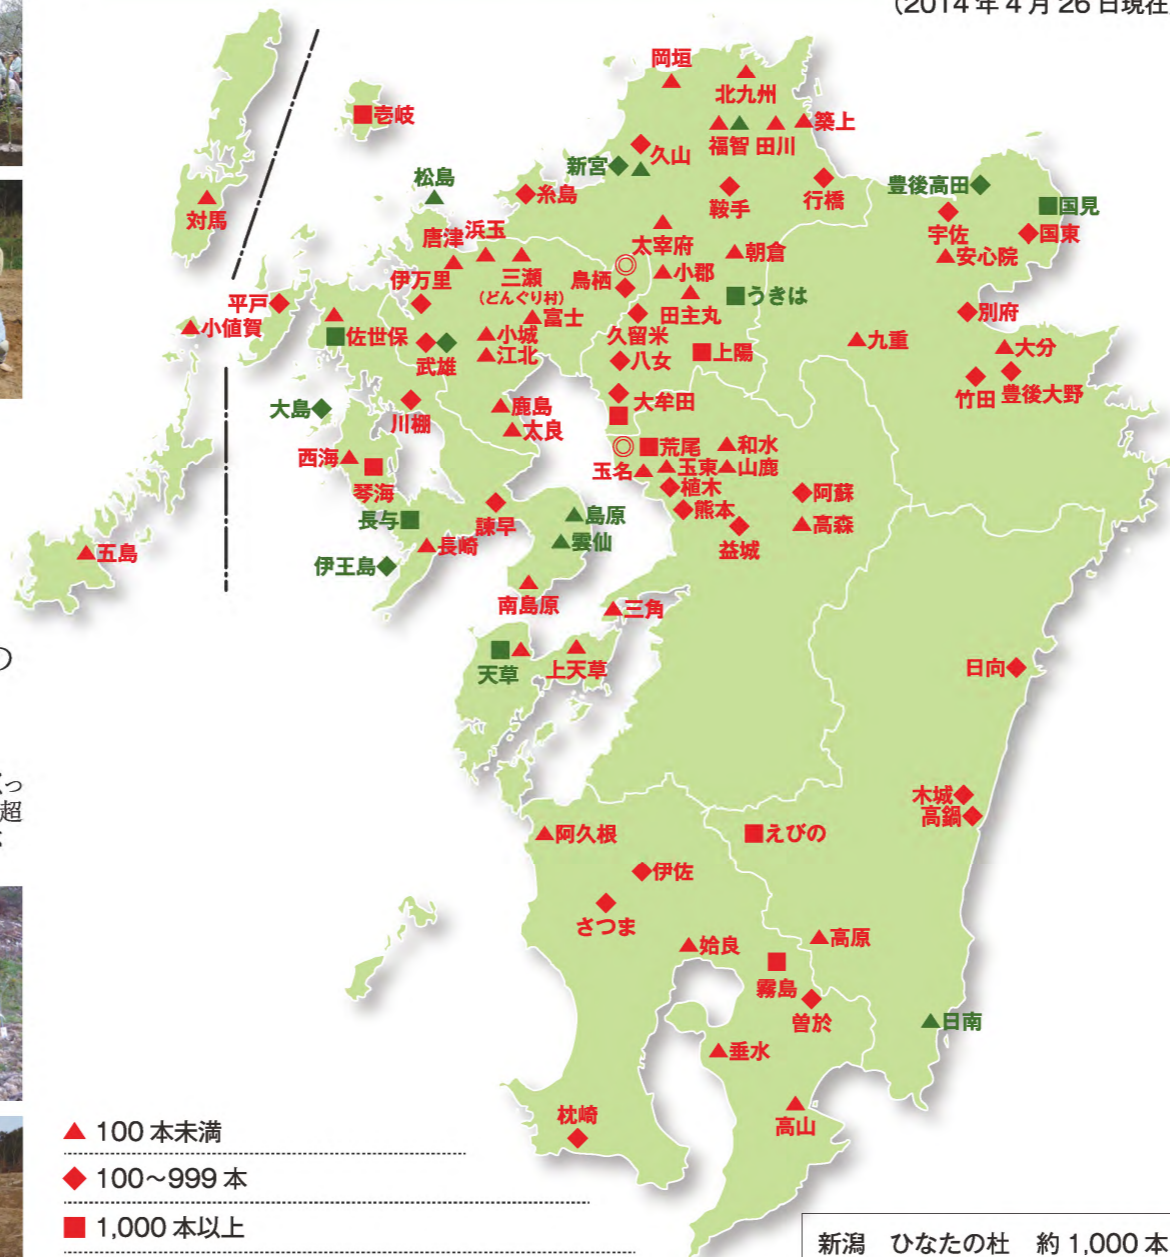 (2014年4月26日現在
岡垣
北九州
壱岐
福智 田川
築上
久山
新宮
松島
糸島
鞍手
行橋
豊後高田
国見
対馬
宇佐
国東
唐津
浜玉
太宰府
朝倉
安心院
伊万里
三瀬
(どんぐり村)
鳥栖
小郡
平戸
うきは
別府
小値賀
佐世保
富士
田主丸
小城
久留米
九重
大分
武雄
江北
八女
上陽
竹田
豊後大野
大島
川棚
鹿島
大牟田
太良
西海
荒尾
和水
琴海
玉名
玉東
山鹿
植木
阿蘇
長与
諫早
島原
熊本
高森
五島
長崎
雲仙
益城
伊王島
南島原
三角
の
天草
上天草
日向
っ
超
木城
高鍋
阿久根
えびの
伊佐
さつま
姶良
高原
霧島
曽於
日南
垂水
枕崎
高山
▲ 100本未満
◆ 100～999本
■ 1,000本以上
新潟 ひなたの杜 約1,000本